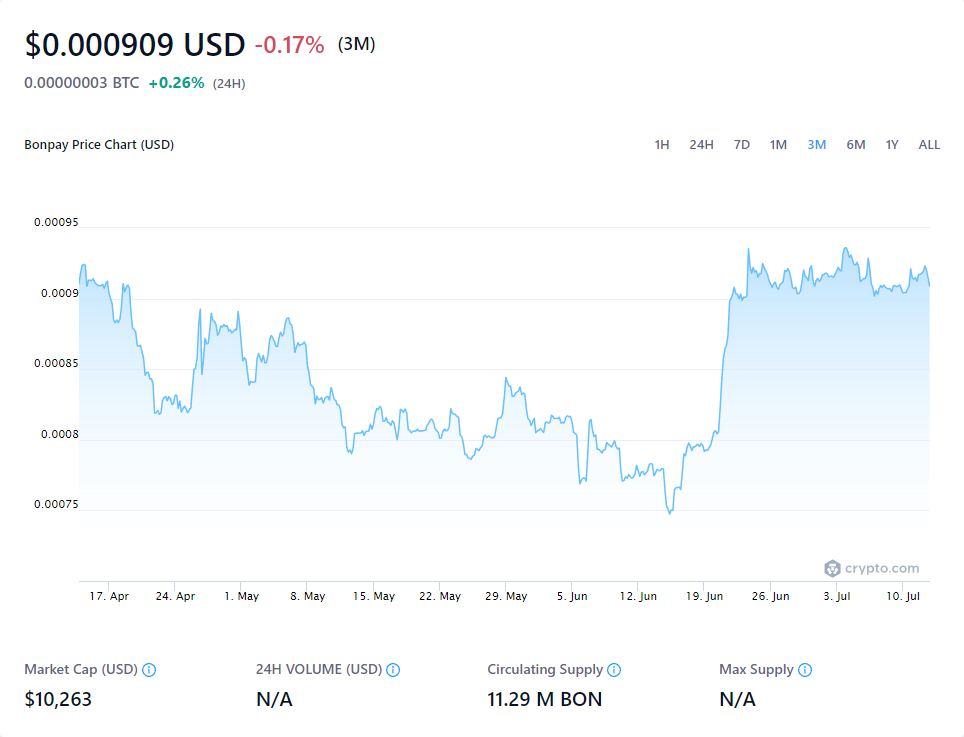 $0.000909 USD -0.17% (3M)
0.00000003 BTC +0.26% (24H)
Bonpay Price Chart (USD) 1H 24H 7D 1M 3M 6M 1Y ALL
0.00095
0.0009
0.00085
0.0008
0.00075
crypto.com
17. Apr 24. Apr 1. May 8. May 15. May 22. May 29. May 5. Jun 12. Jun 19. Jun 26. Jun 3. Jul 10. Jul
Market Cap (USD) 24H VOLUME (USD) Circulating Supply Max Supply
$10,263 N/A 11.29 M BON N/A